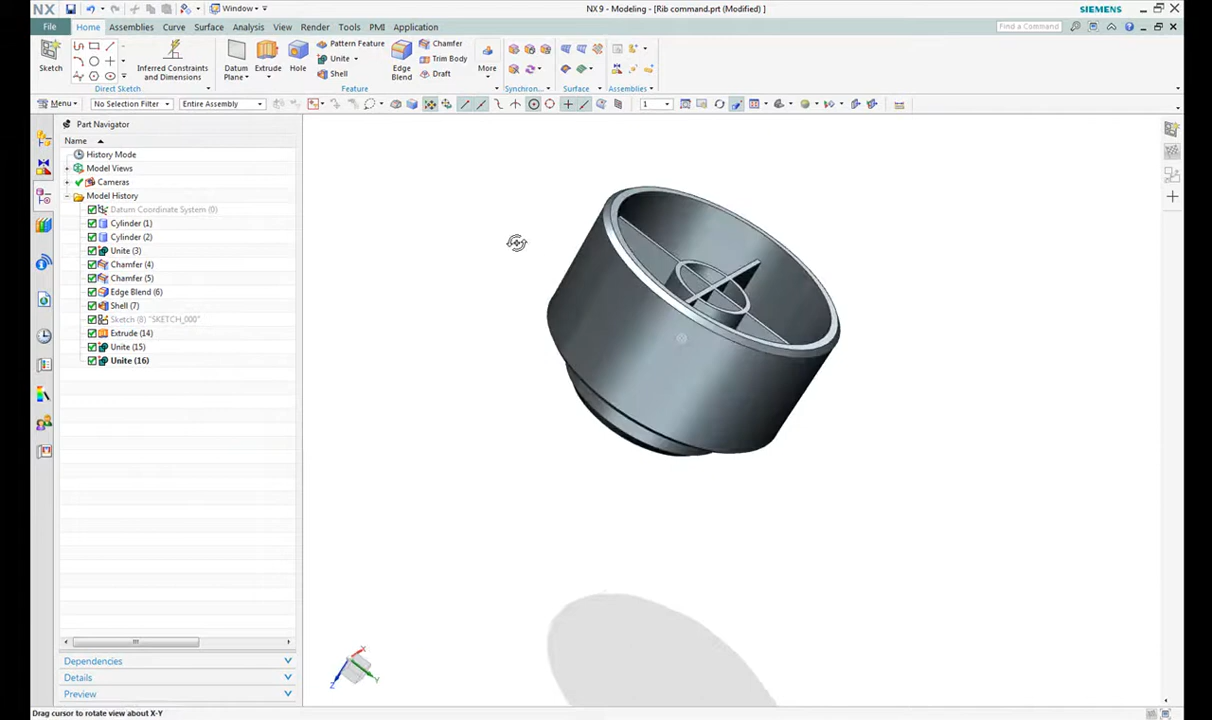 NX
Window
NX 9 - Modeling - [Rib command.prt (Modified) ]
SIEMENS
File
Home
Assemblies
Curve
Surface
Analysis
View
Render
Tools
PMI
Application
Find a Command
Sketch
Inferred Constraints
and Dimensions
Datum
Plane
Extrude
Hole
Pattern Feature
Unite
Shell
Edge
Blend
Chamfer
Trim Body
Draft
More
Direct Sketch
Feature
Synchron...
Surface
Assemblies
Menu
No Selection Filter
Entire Assembly
1
Part Navigator
Name
History Mode
Model Views
Cameras
Model History
Datum Coordinate System (0)
Cylinder (1)
Cylinder (2)
Unite (3)
Chamfer (4)
Chamfer (5)
Edge Blend (6)
Shell (7)
Sketch (8) "SKETCH_000"
Extrude (14)
Unite (15)
Unite (16)
Dependencies
Details
Preview
X
Y
Z
Drag cursor to rotate view about X-Y